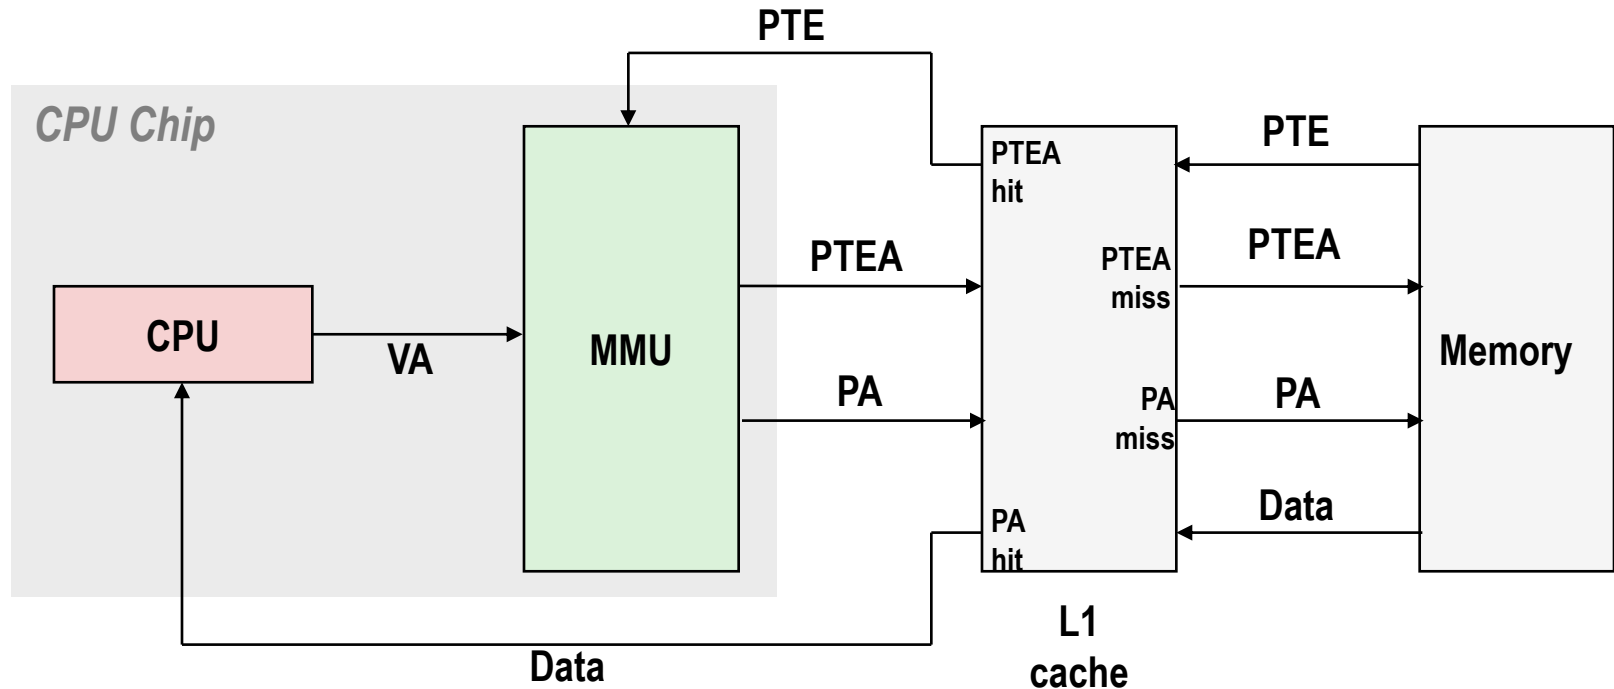 PTE
CPU Chip
PTEA
hit
PTE
PTEA
PTEA
miss
PTEA
CPU
VA
MMU
Memory
PA
PA
miss
PA
PA
hit
Data
L1
cache
Data